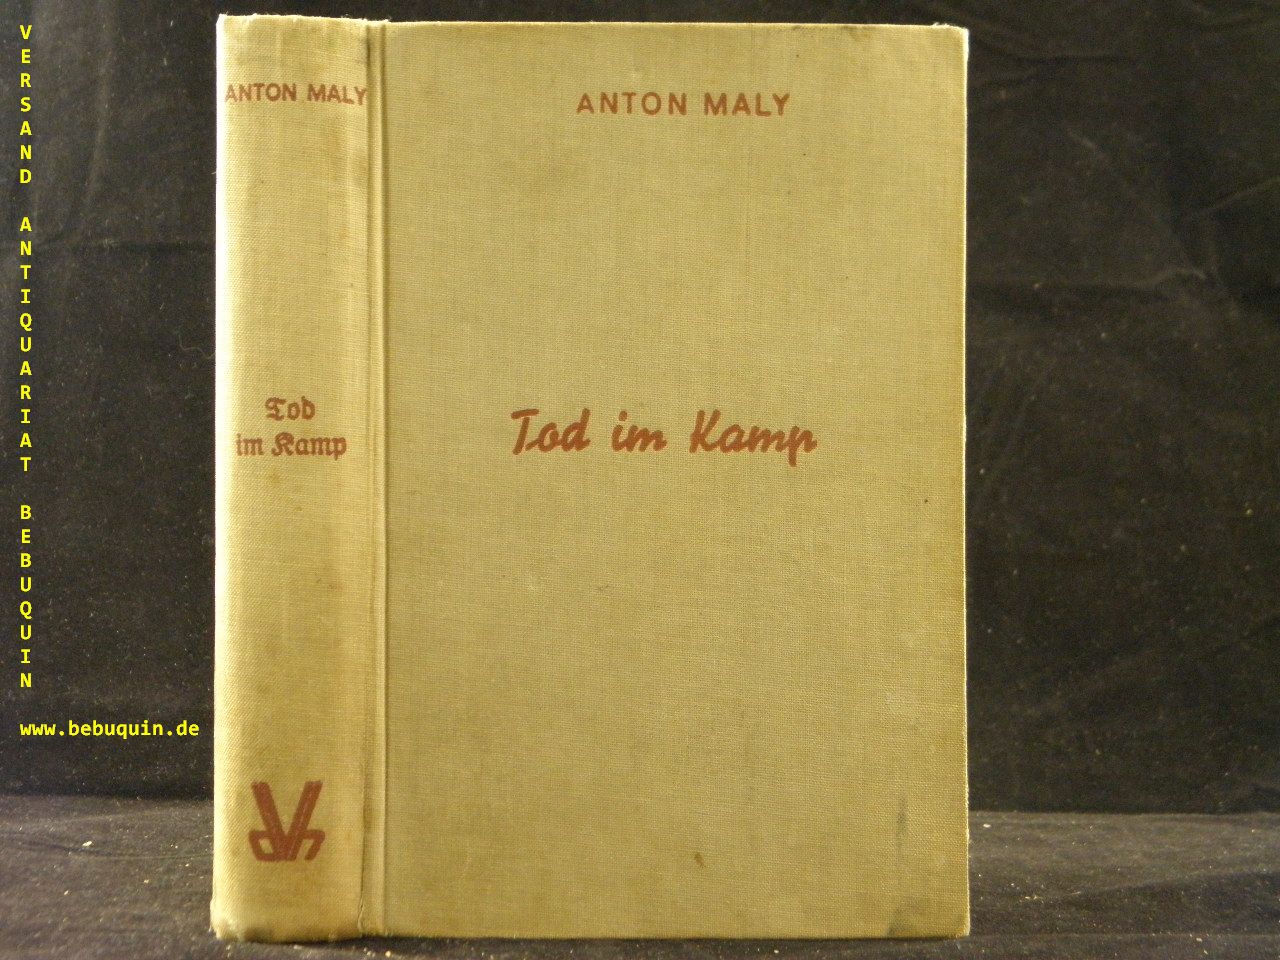 VERSAND ANTIQUARIAT BEBUQUIN
www.bebuquin.de
ANTON MALY
Tod
im Kamp
ANTON MALY
Tod im Kamp